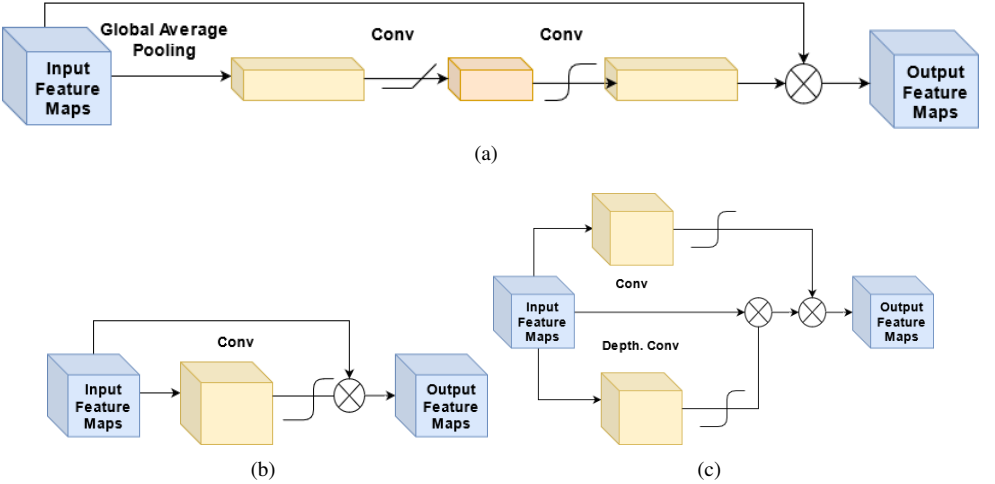 Global Average
Pooling
Conv
Conv
Input
Feature
Maps
Output
Feature
Maps
(a)
Conv
Input
Feature
Maps
Output
Feature
Maps
(b)
Conv
Input
Feature
Maps
Depth. Conv
Output
Feature
Maps
(c)